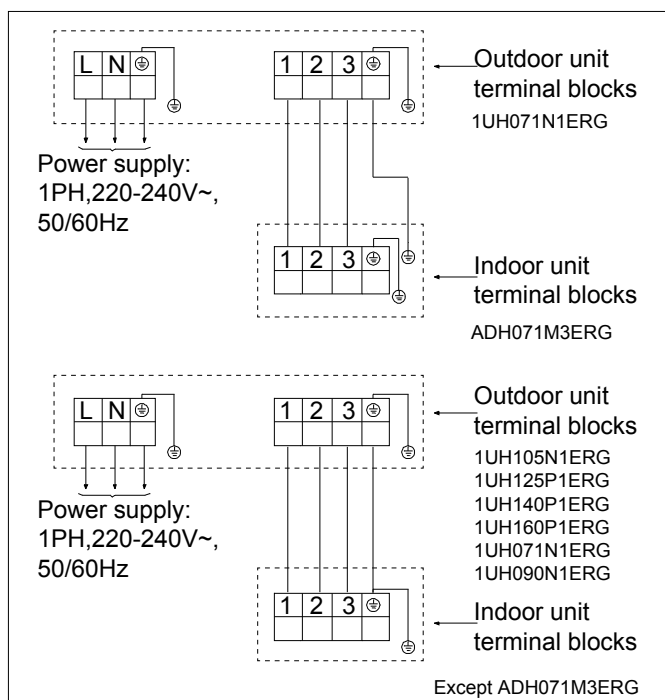 L N 1 2 3
Outdoor unit
terminal blocks
1UH071N1ERG
Power supply:
1PH,220-240V~,
50/60Hz
1 2 3
Indoor unit
terminal blocks
ADH071M3ERG
L N 1 2 3
Outdoor unit
terminal blocks
1UH105N1ERG
1UH125P1ERG
1UH140P1ERG
1UH160P1ERG
1UH071N1ERG
1UH090N1ERG
Power supply:
1PH,220-240V~,
50/60Hz
1 2 3
Indoor unit
terminal blocks
Except ADH071M3ERG